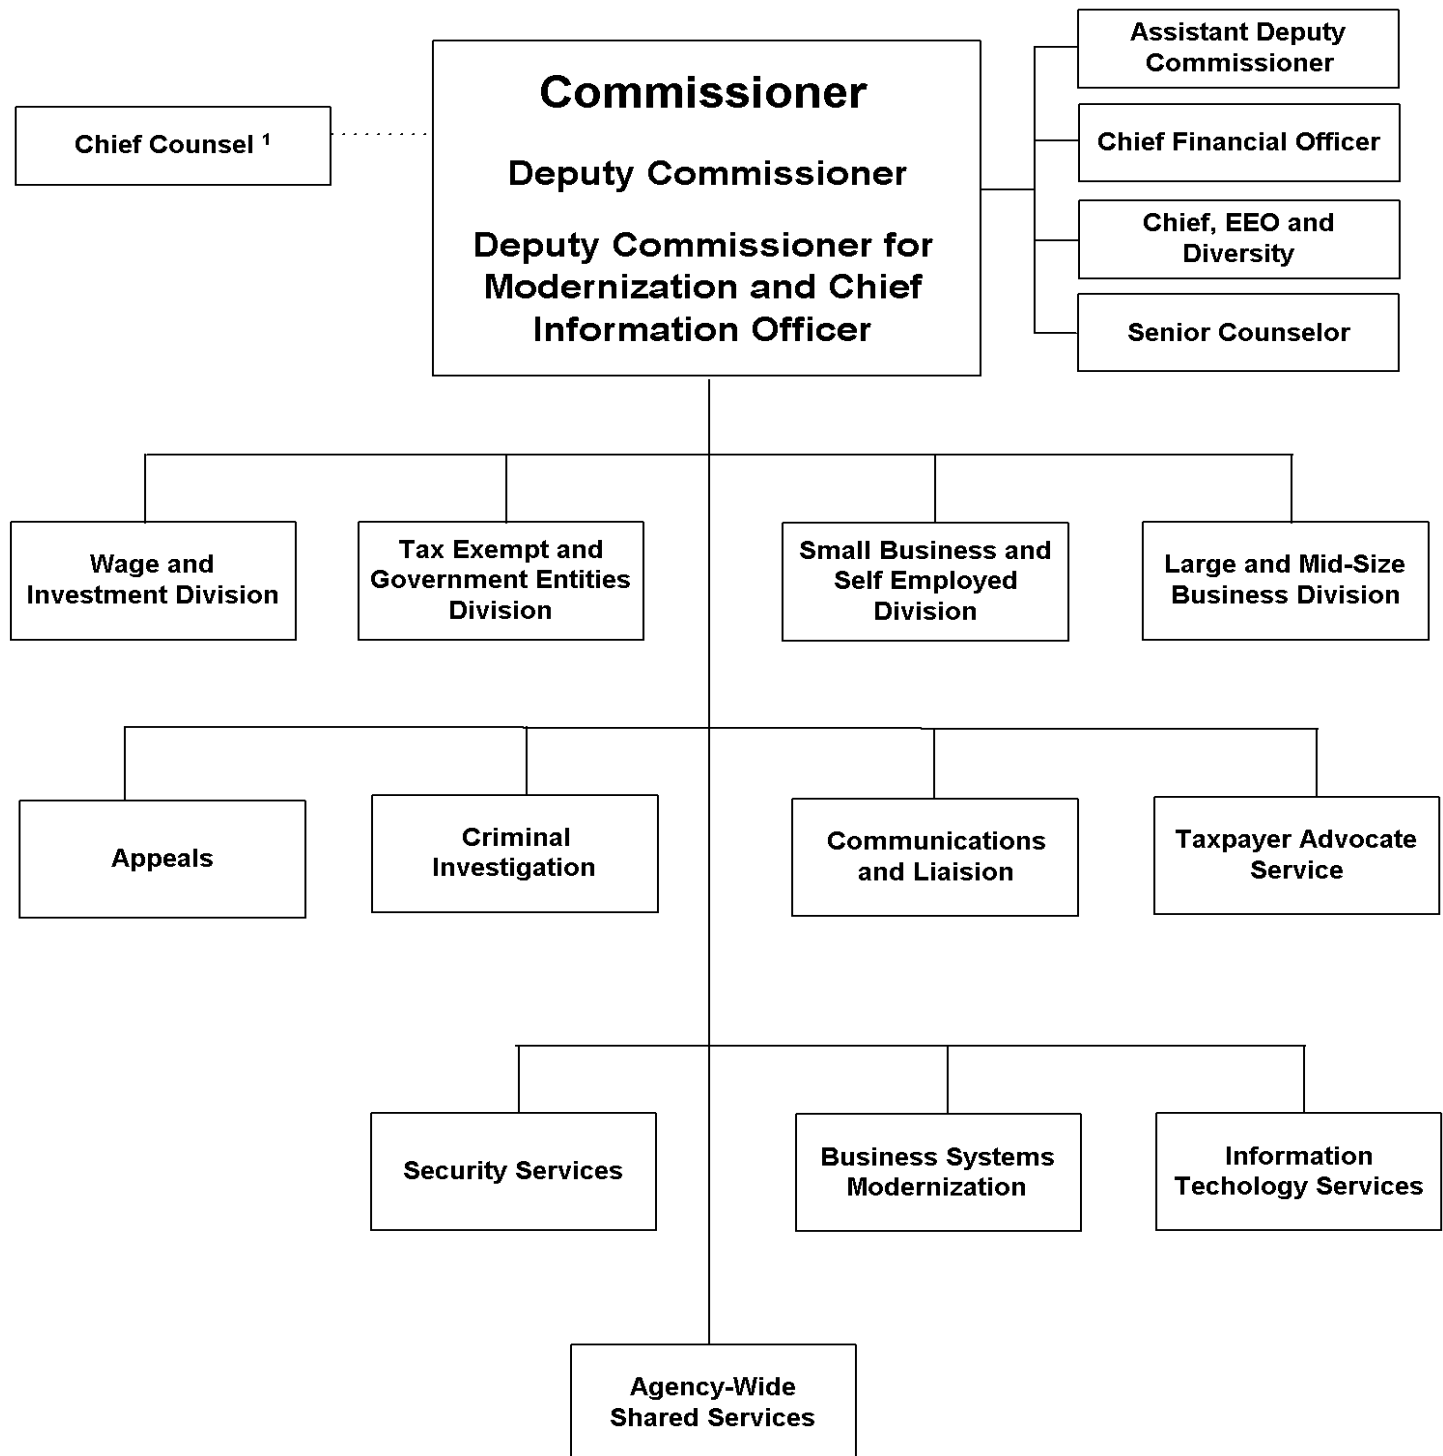 Assistant Deputy
Commissioner
Commissioner
Chief Counsel ¹
Chief Financial Officer
Deputy Commissioner
Chief, EEO and
Diversity
Deputy Commissioner for
Modernization and Chief
Information Officer
Senior Counselor
Wage and
Investment Division
Tax Exempt and
Government Entities
Division
Small Business and
Self Employed
Division
Large and Mid-Size
Business Division
Appeals
Criminal
Investigation
Communications
and Liaision
Taxpayer Advocate
Service
Security Services
Business Systems
Modernization
Information
Techology Services
Agency-Wide
Shared Services